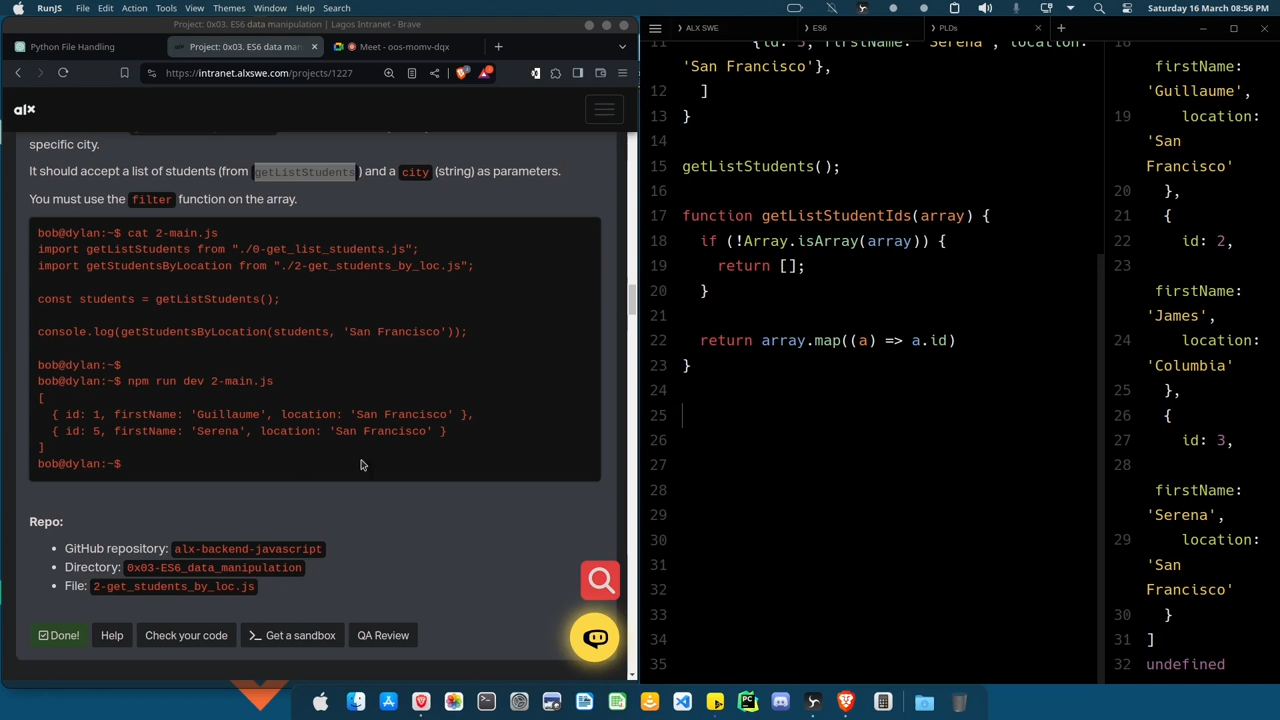 RunJS File Edit Actions Tools View Themes Window Help Search Saturday 16 March 08:56 PM
Project: 0x03. ES6 data manipulation | Lagos Intranet - Brave
Python File Handling Project: 0x03. ES6 data man Meet - oos-momv-dqx
https://intranet.alxswe.com/projects/1227
alx
specific city.
It should accept a list of students (from getListStudents) and a city (string) as parameters.
You must use the filter function on the array.
bob@dylan:~$ cat 2-main.js
import getListStudents from "./0-get_list_students.js";
import getStudentsByLocation from "./2-get_students_by_loc.js";
const students = getListStudents();
console.log(getStudentsByLocation(students, 'San Francisco'));
bob@dylan:~$
bob@dylan:~$ npm run dev 2-main.js
[
{ id: 1, firstName: 'Guillaume', location: 'San Francisco' },
{ id: 5, firstName: 'Serena', location: 'San Francisco' }
]
bob@dylan:~$
Repo:
GitHub repository: alx-backend-javascript
Directory: 0x03-ES6_data_manipulation
File: 2-get_students_by_loc.js
Done! Help Check your code Get a sandbox QA Review
ALX SWE ES6 PLDs
11 {id: 5, firstName: 'Serena', location:
'San Francisco'},
12 ]
13 }
14
15 getListStudents();
16
17 function getListStudentIds(array) {
18 if (!Array.isArray(array)) {
19 return [];
20 }
21
22 return array.map((a) => a.id)
23 }
24
25
26
27
28
29
30
31
32
33
34
35
18
firstName:
'Guillaume',
19 location:
'San
Francisco'
20 },
21 {
22 id: 2,
23
firstName:
'James',
24 location:
'Columbia'
25 },
26 {
27 id: 3,
28
firstName:
'Serena',
29 location:
'San
Francisco'
30 }
31 ]
32 undefined